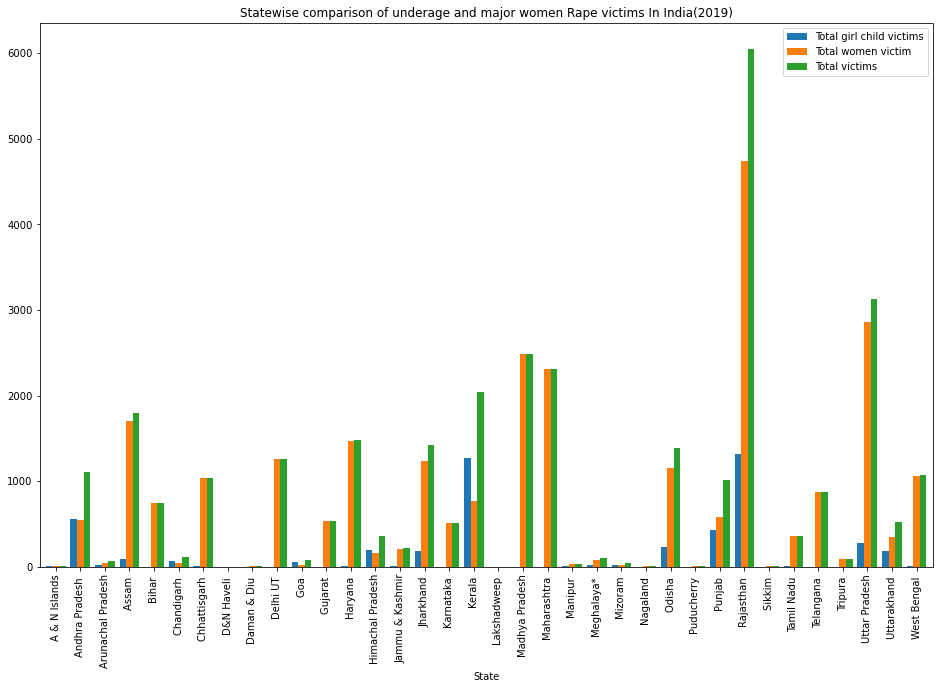 Statewise comparison of underage and major women Rape victims In India(2019)
Total girl child victims
Total women victim
Total victims
6000
5000
4000
3000
2000
1000
0
A & N Islands
Andhra Pradesh
Arunachal Pradesh
Assam
Bihar
Chandigarh
Chhattisgarh
D&N Haveli
Daman & Diu
Delhi UT
Goa
Gujarat
Haryana
Himachal Pradesh
Jammu & Kashmir
Jharkhand
Karnataka
Kerala
Lakshadweep
Madhya Pradesh
Maharashtra
Manipur
Meghalaya*
Mizoram
Nagaland
Odisha
Puducherry
Punjab
Rajasthan
Sikkim
Tamil Nadu
Telangana
Tripura
Uttar Pradesh
Uttarakhand
West Bengal
State